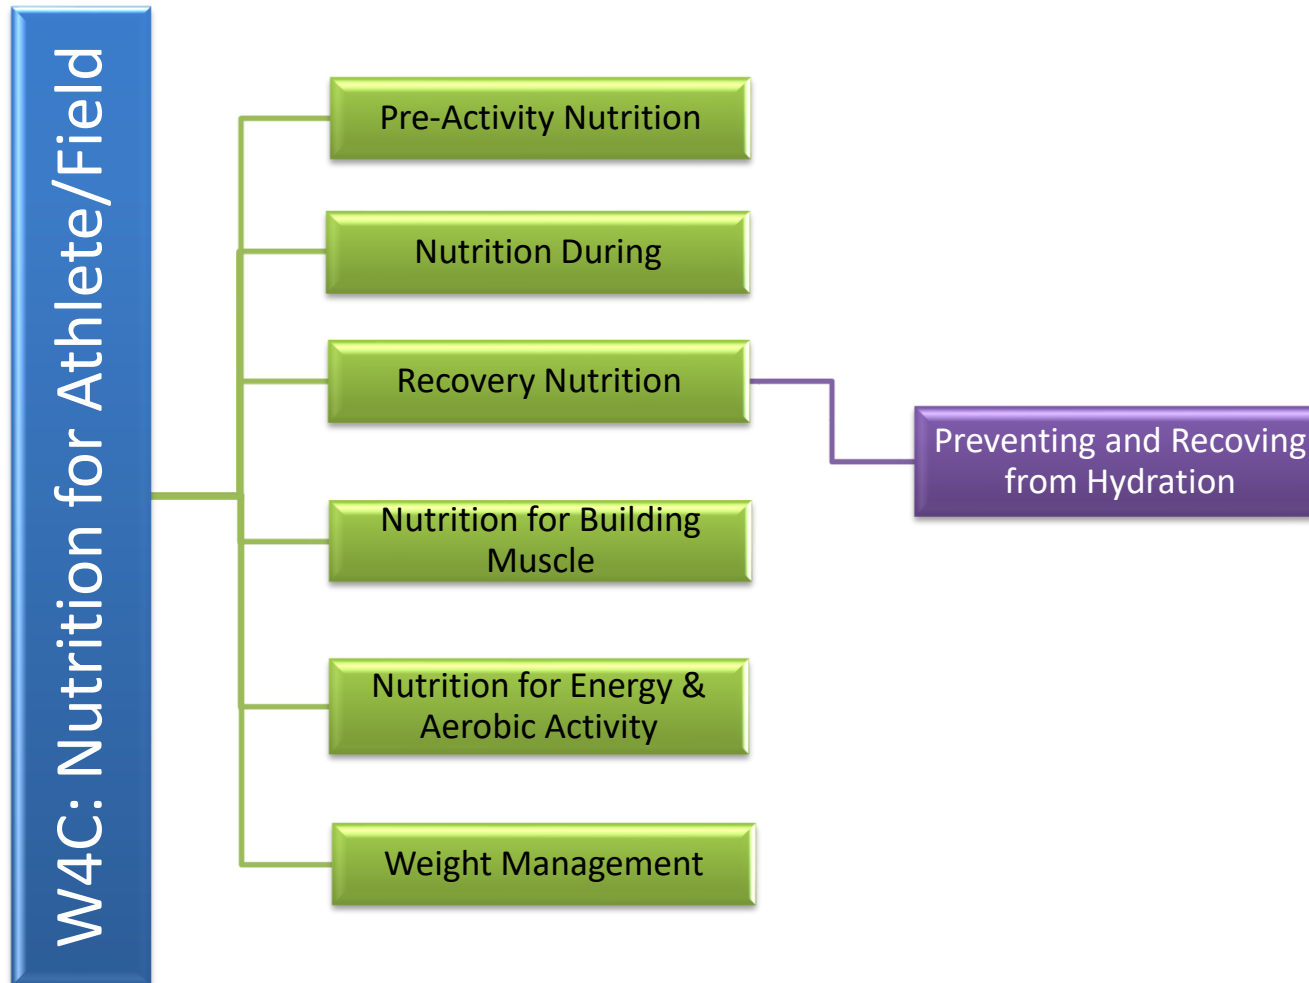 W4C: Nutrition for Athlete/Field
Pre-Activity Nutrition
Nutrition During
Recovery Nutrition
Preventing and Recoving
from Hydration
Nutrition for Building
Muscle
Nutrition for Energy &
Aerobic Activity
Weight Management